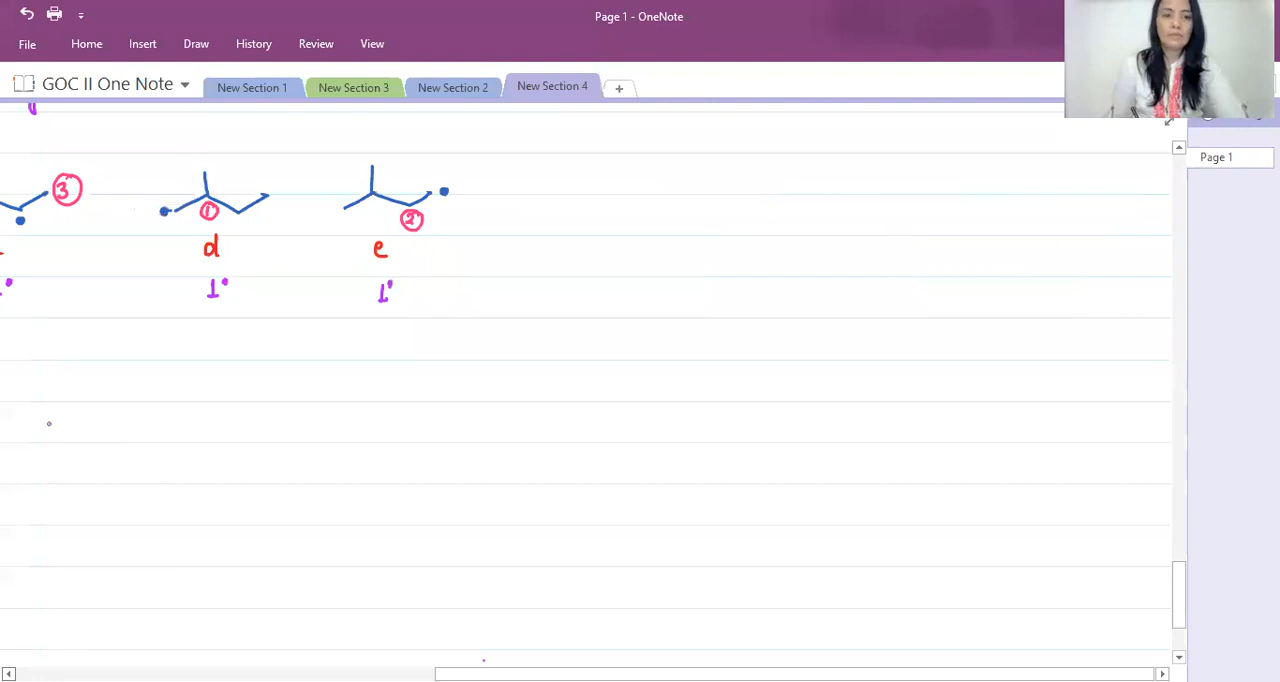 Page 1 - OneNote
File Home Insert Draw History Review View
GOC II One Note New Section 1 New Section 3 New Section 2 New Section 4 +
Page 1
3 1 2
d e
1° 1°